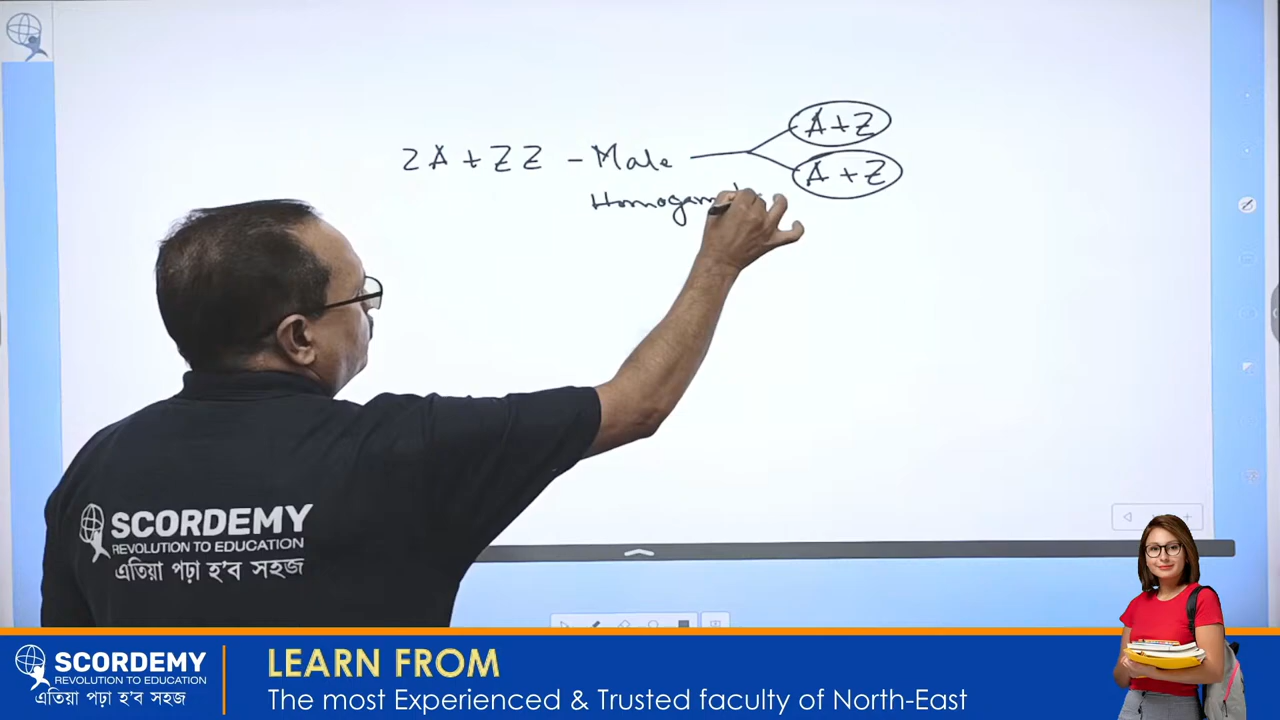 A+Z
2A + ZZ - Male
A + Z
SCORDEMY
REVOLUTION TO EDUCATION
এতিয়া পঢ়া হ'ব সহজ
SCORDEMY
REVOLUTION TO EDUCATION
এতিয়া পঢ়া হ'ব সহজ
LEARN FROM
The most Experienced & Trusted faculty of North-East